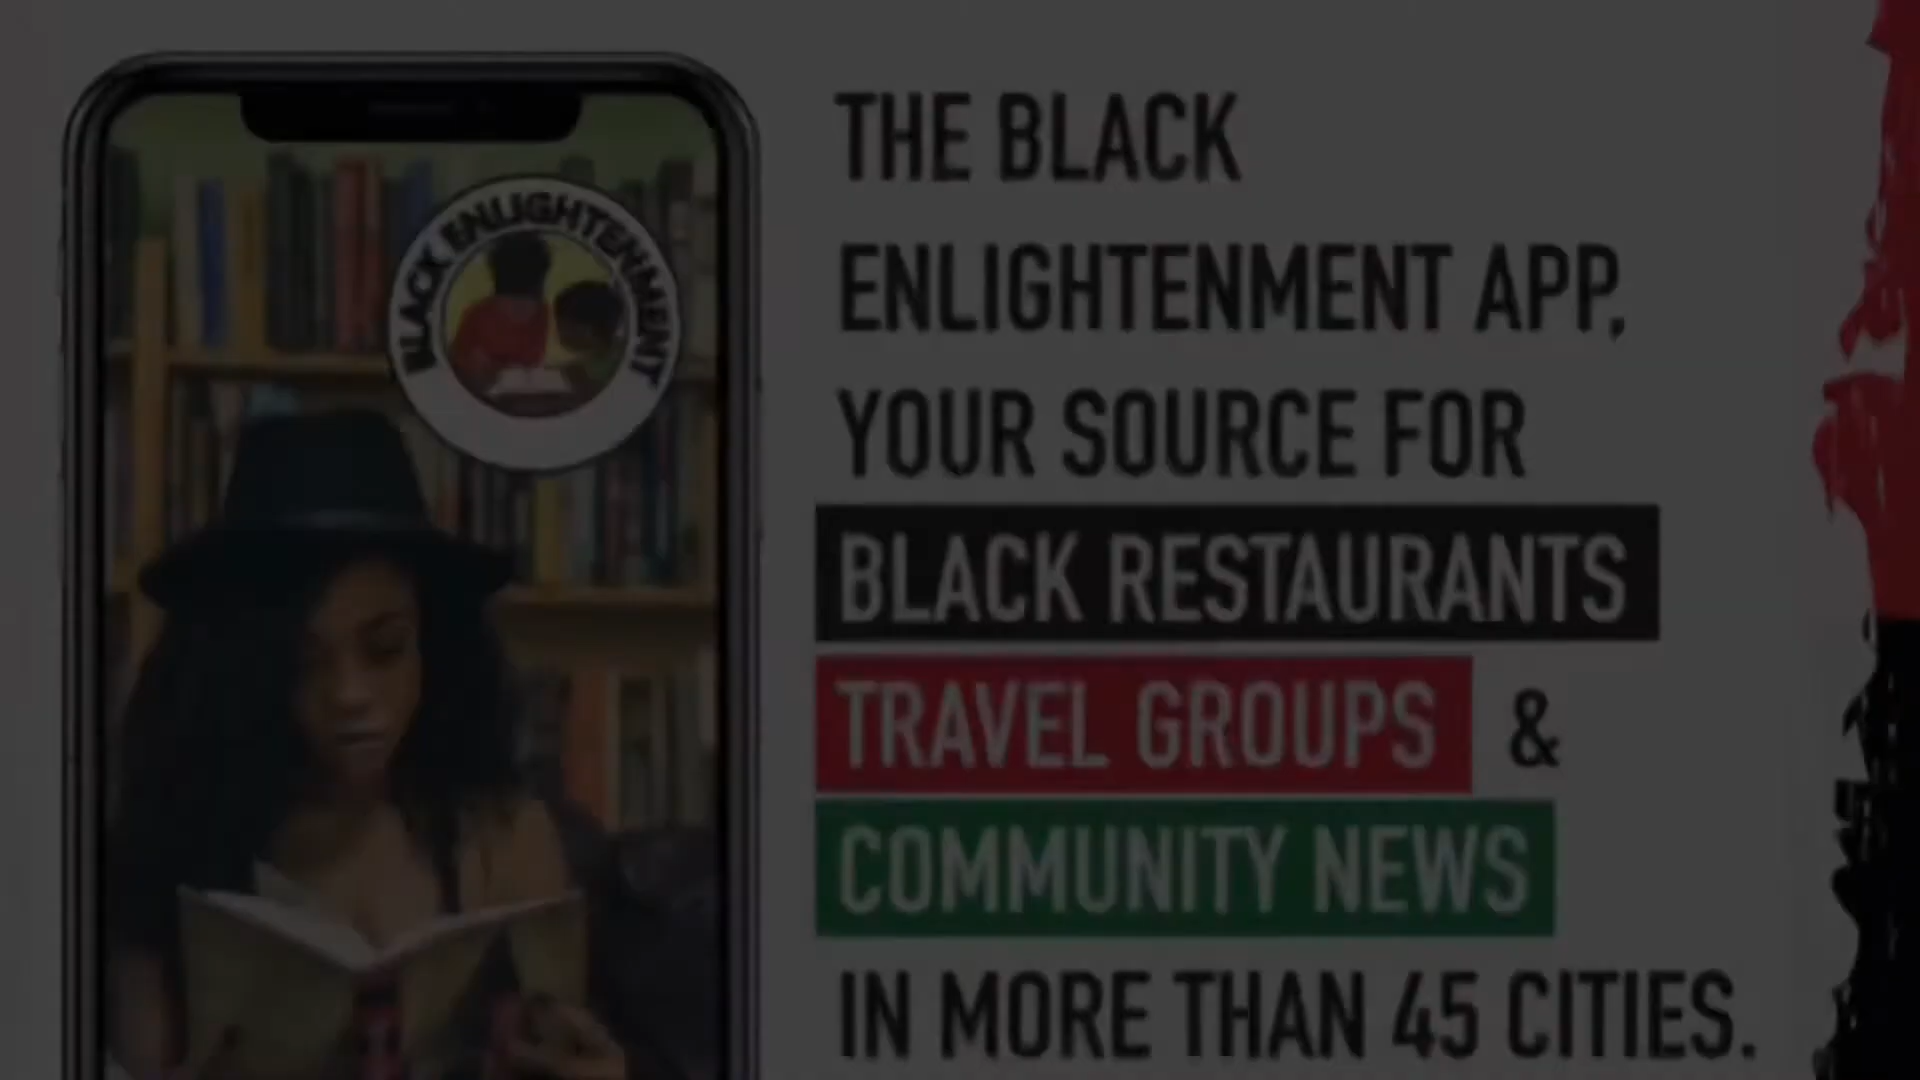 BLACK ENLIGHTENMENT
THE BLACK
ENLIGHTENMENT APP,
YOUR SOURCE FOR
BLACK RESTAURANTS
TRAVEL GROUPS &
COMMUNITY NEWS
IN MORE THAN 45 CITIES.